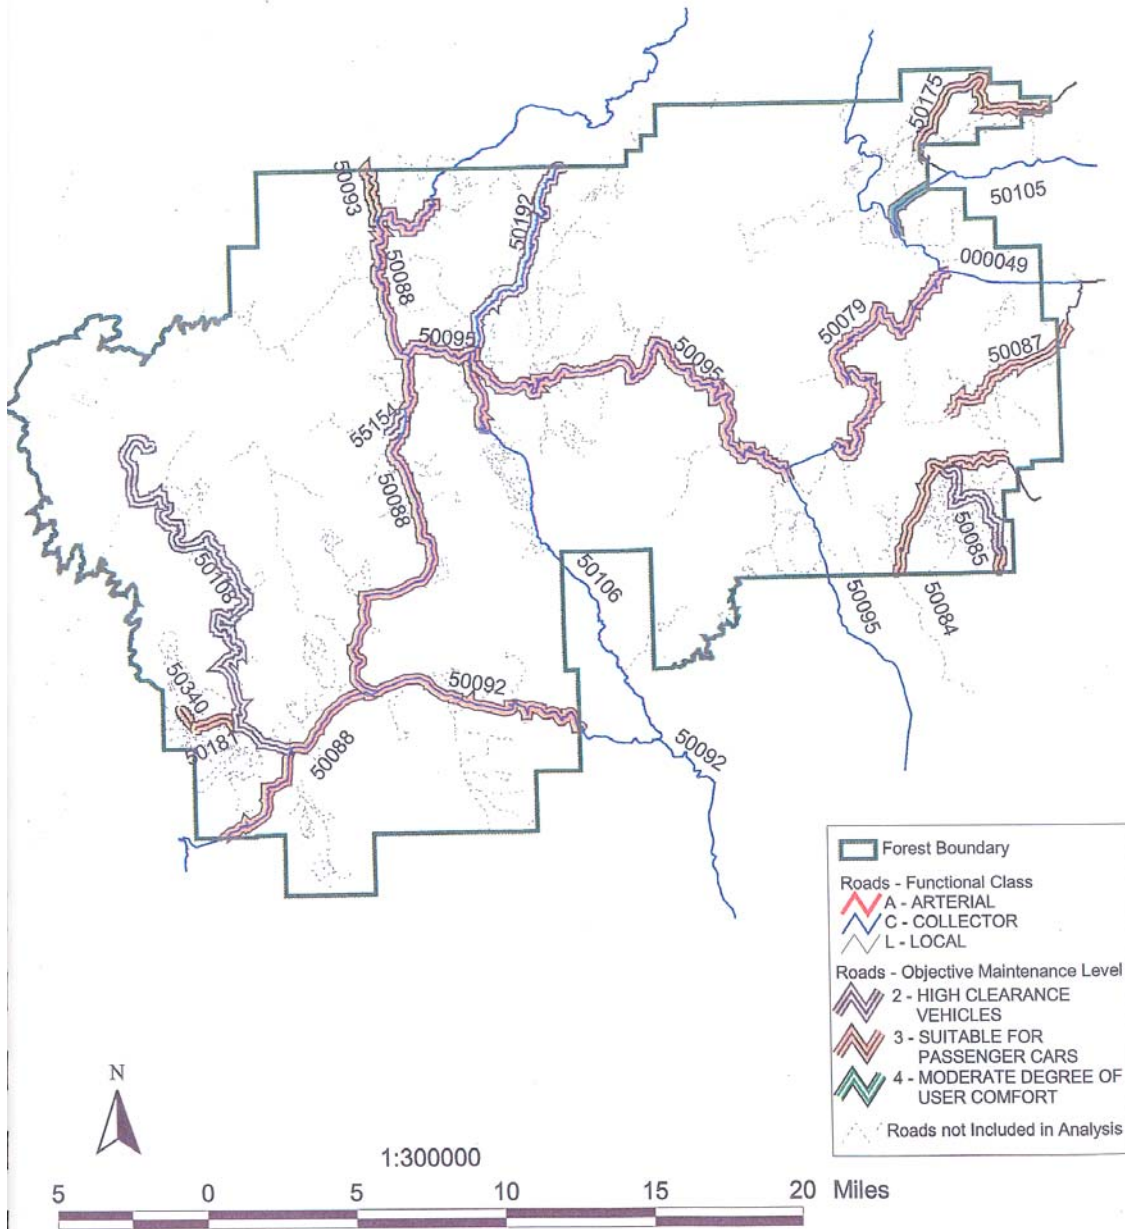 50175
50105
50093
50192
000049
50088
50079
50095
50095
50087
55154
50088
50085
50108
50106
50095
50084
50340
50092
50181
50088
50092
Forest Boundary
Roads - Functional Class
A - ARTERIAL
C - COLLECTOR
L - LOCAL
Roads - Objective Maintenance Level
2 - HIGH CLEARANCE
VEHICLES
3 - SUITABLE FOR
PASSENGER CARS
4 - MODERATE DEGREE OF
USER COMFORT
Roads not Included in Analysis
N
1:300000
5 0 5 10 15 20 Miles